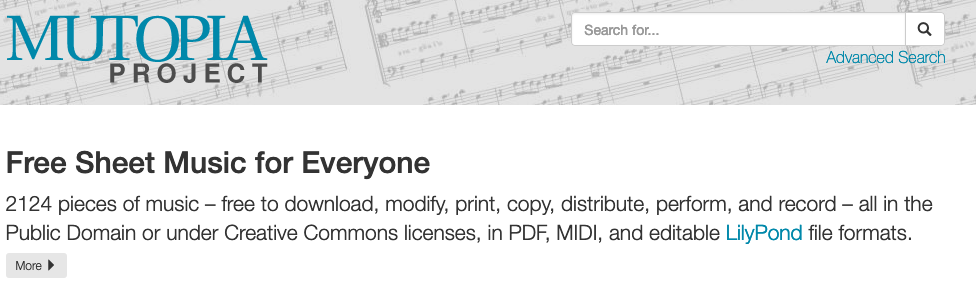 MUTOPIA
PROJECT
Search for...
Advanced Search
Free Sheet Music for Everyone
2124 pieces of music – free to download, modify, print, copy, distribute, perform, and record – all in the
Public Domain or under Creative Commons licenses, in PDF, MIDI, and editable LilyPond file formats.
More